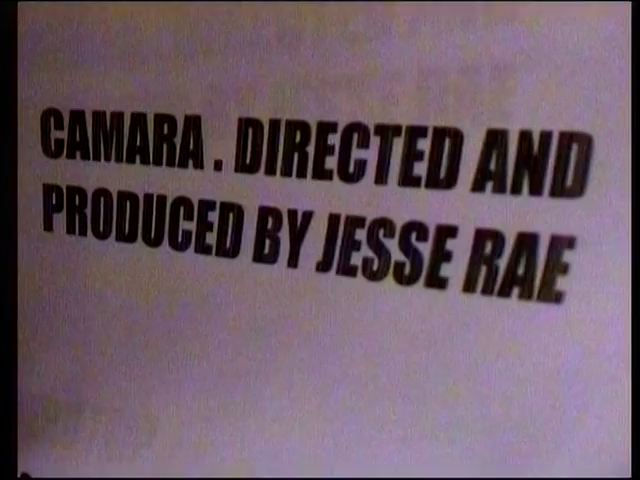 CAMARA . DIRECTED AND
PRODUCED BY JESSE RAE